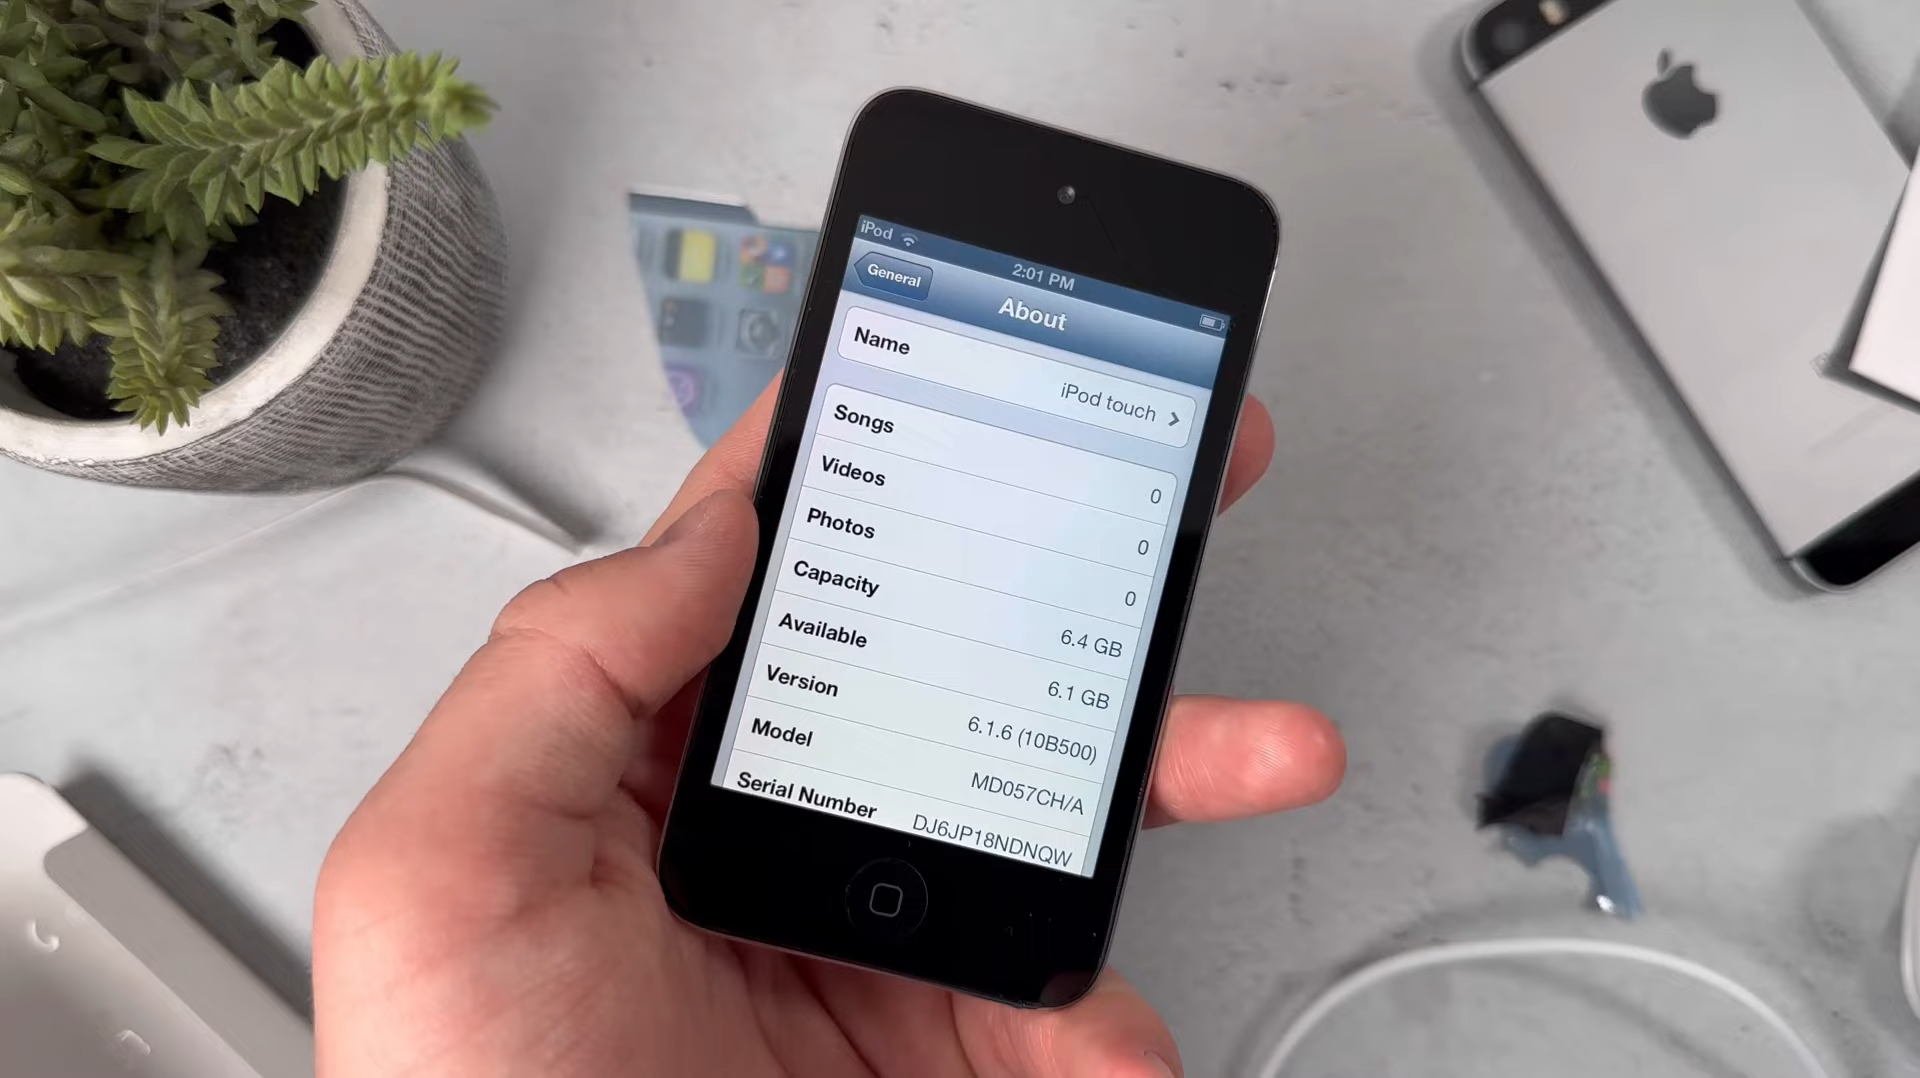 iPod
2:01 PM
General
About
Name
iPod touch
Songs
0
Videos
0
Photos
0
Capacity
6.4 GB
Available
6.1 GB
Version
6.1.6 (10B500)
Model
MD057CH/A
Serial Number
DJ6JP18NDNQW